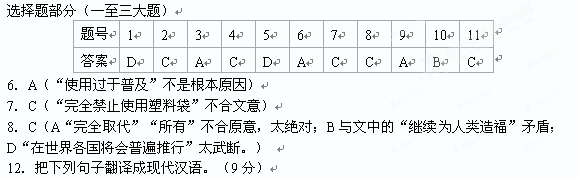 选择题部分（一至三大题）
题号 1 2 3 4 5 6 7 8 9 10 11
答案 D C A C D A C C A B C
6．A（“使用过于普及”不是根本原因）
7．C（“完全禁止使用塑料袋”不合文意）
8．C（A“完全取代”“所有”不合原意，太绝对；B与文中的“继续为人类造福”矛盾；
D“在世界各国将会普遍推行”太武断。）
12．把下列句子翻译成现代汉语。（9分）